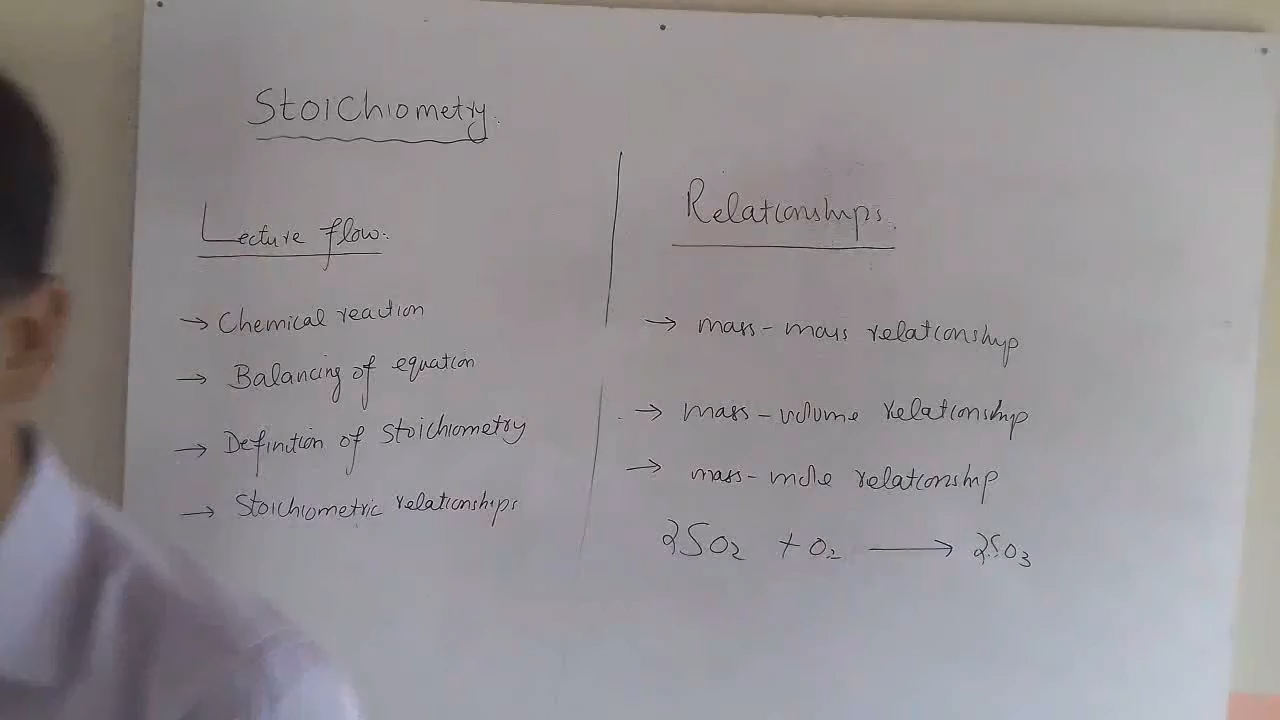 Stoichiometry.
Lecture flow:
→ Chemical reaction
→ Balancing of equation
→ Definition of Stoichiometry
→ Stoichiometric relationships
Relationships.
→ mass - mass relationship
→ mass - volume relationship
→ mass - mole relationship
2SO₂ + O₂ ⟶ 2SO₃